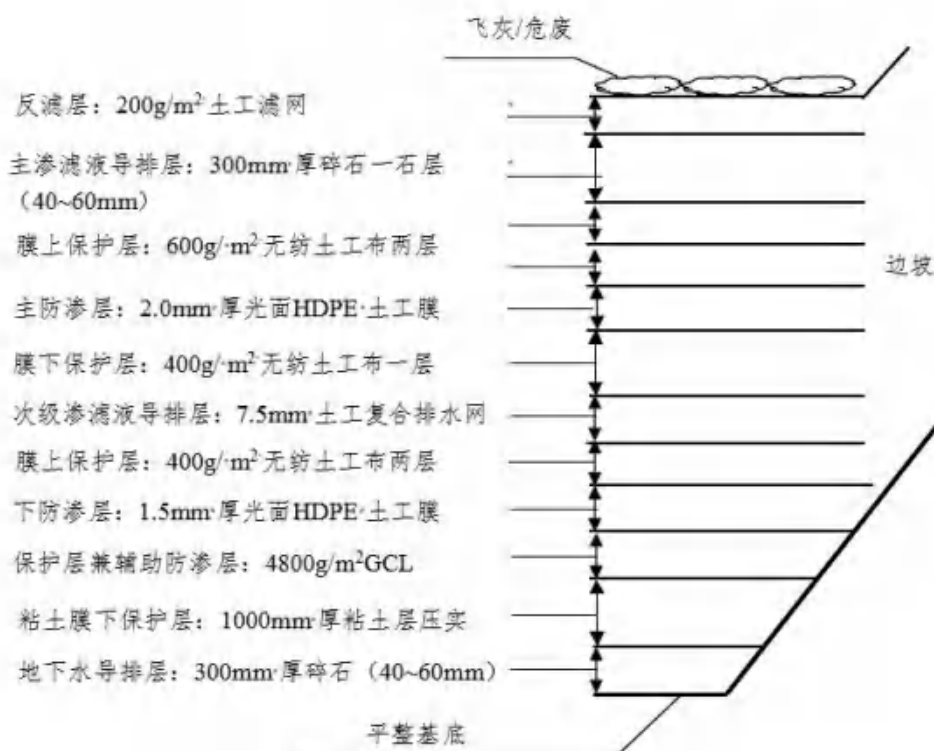 飞灰/危废
反滤层：200g/m²土工滤网
主渗滤液导排层：300mm厚碎石一石层
（40~60mm）
膜上保护层：600g/·m²无纺土工布两层
边坡
主防渗层：2.0mm厚光面HDPE·土工膜
膜下保护层：400g/·m²无纺土工布一层
次级渗滤液导排层：7.5mm土工复合排水网
膜上保护层：400g/·m²无纺土工布两层
下防渗层：1.5mm厚光面HDPE·土工膜
保护层兼辅助防渗层：4800g/m²GCL
粘土膜下保护层：1000mm厚粘土层压实
地下水导排层：300mm厚碎石（40~60mm）
平整基底